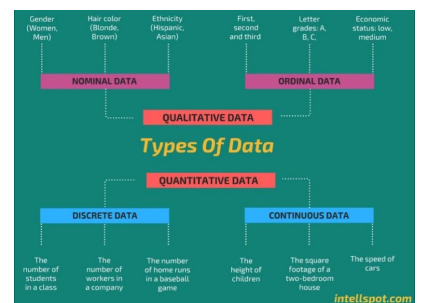 Gender
(Women,
Men)
Hair color
(Blonde,
Brown)
Ethnicity
(Hispanic,
Asian)
First,
second
and third
Letter
grades: A,
B, C,
Economic
status: low,
medium
NOMINAL DATA
ORDINAL DATA
QUALITATIVE DATA
Types Of Data
QUANTITATIVE DATA
DISCRETE DATA
CONTINUOUS DATA
The
number of
students
in a class
The
number of
workers in
a company
The number
of home runs
in a baseball
game
The
height of
children
The square
footage of a
two-bedroom
house
The speed of
cars
intellspot.com